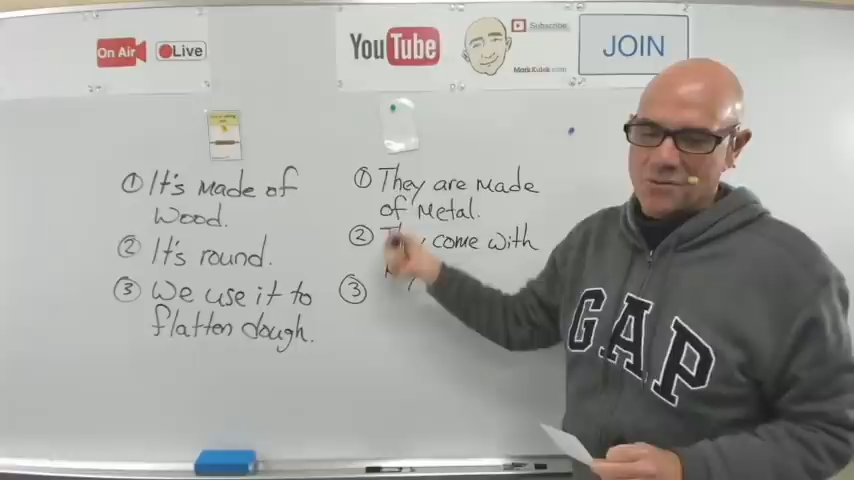 On Air
Live
YouTube
Subscribe
MarkKulek.com
JOIN
① It's Made of
Wood.
② It's round.
③ We use it to
flatten dough.
① They are Made
of Metal.
② They come with
③
GAP